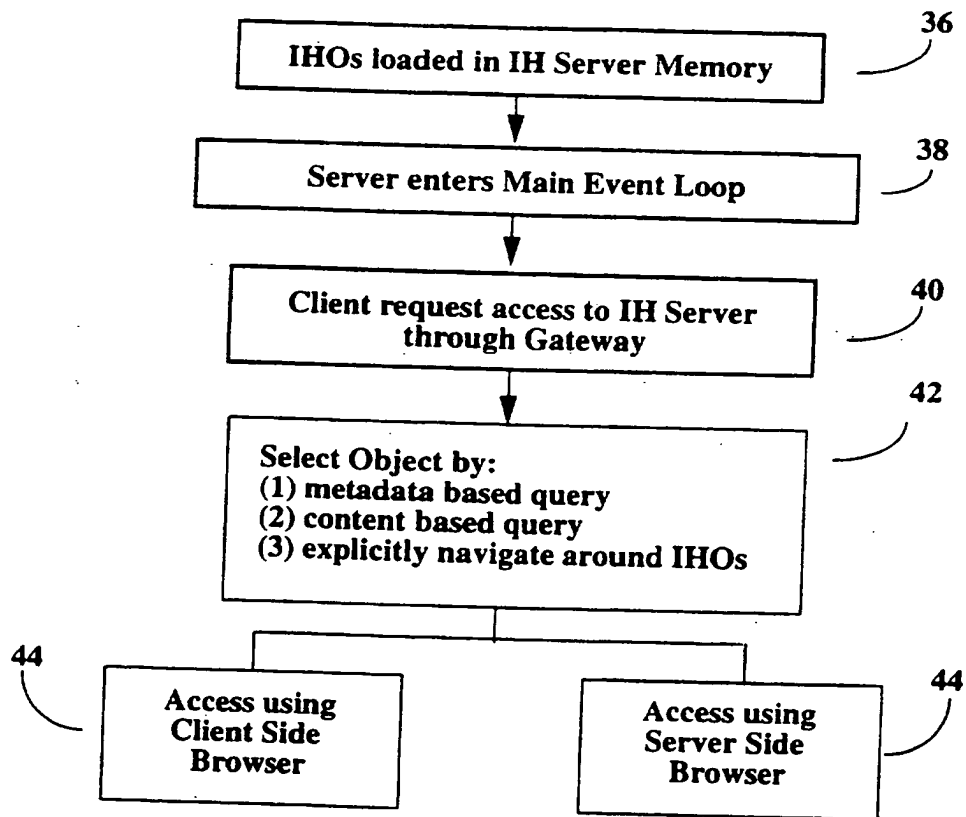 36
IHOs loaded in IH Server Memory
38
Server enters Main Event Loop
40
Client request access to IH Server
through Gateway
42
Select Object by:
(1) metadata based query
(2) content based query
(3) explicitly navigate around IHOs
44
Access using
Client Side
Browser
44
Access using
Server Side
Browser